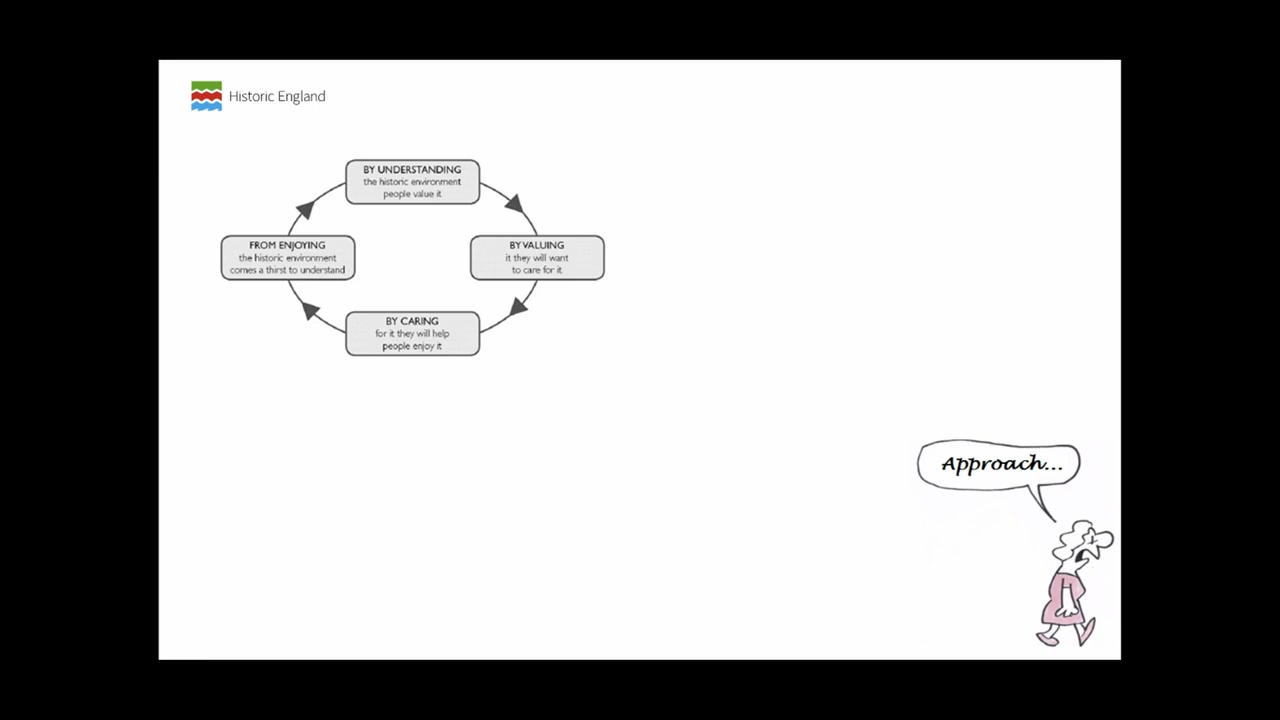 Historic England
BY UNDERSTANDING
the historic environment
people value it
FROM ENJOYING
the historic environment
comes a thirst to understand
BY VALUING
it they will want
to care for it
BY CARING
for it they will help
people enjoy it
Approach...